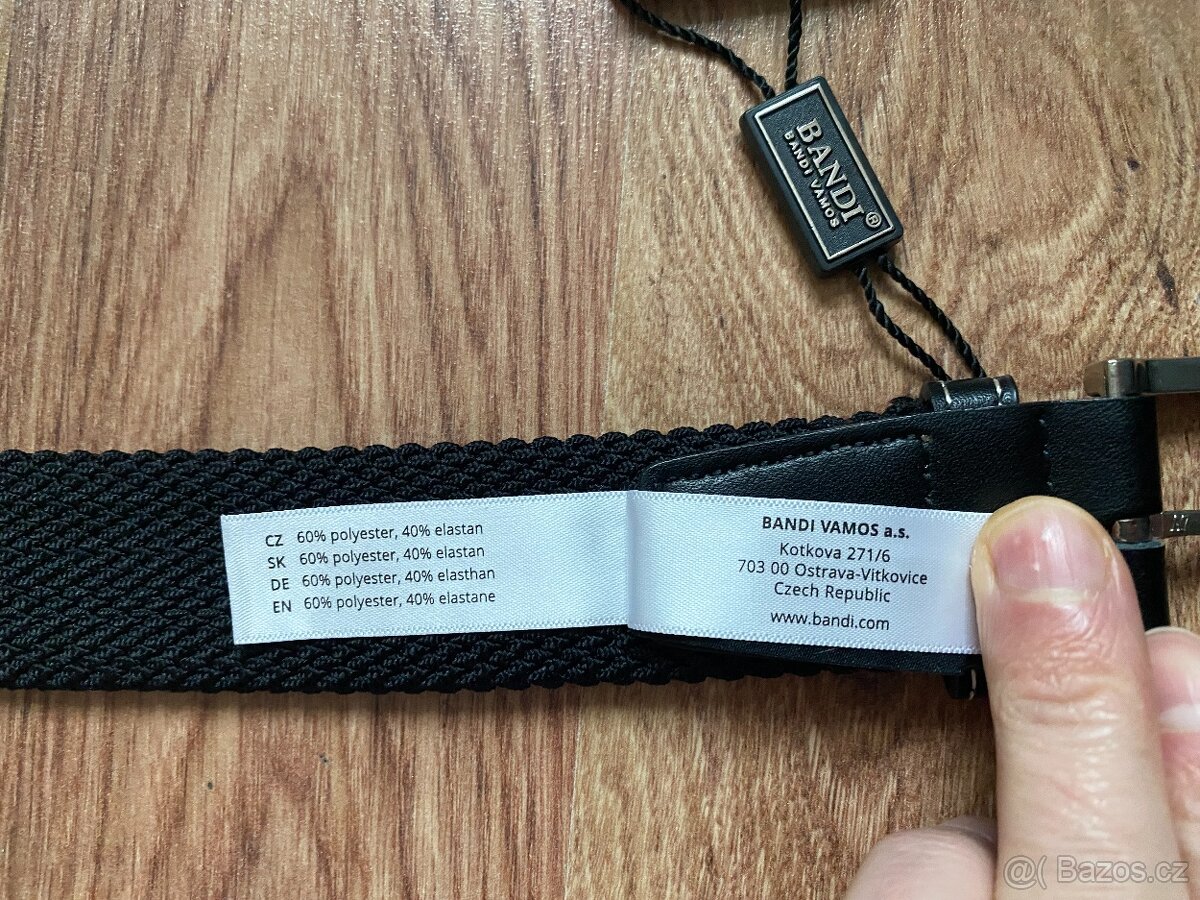 BANDI®
BANDI VAMOS
CZ 60% polyester, 40% elastan
SK 60% polyester, 40% elastan
DE 60% polyester, 40% elasthan
EN 60% polyester, 40% elastane
BANDI VAMOS a.s.
Kotkova 271/6
703 00 Ostrava-Vitkovice
Czech Republic
www.bandi.com
@( Bazos.cz